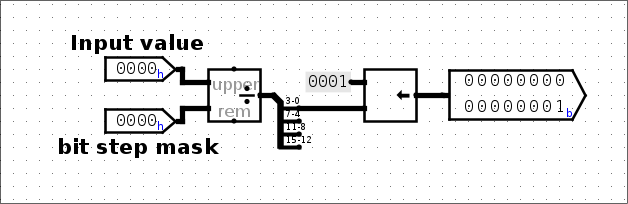 Input value
0000h
upper
rem
0001
3-0
7-4
11-8
15-12
00000000
00000001b
0000h
bit step mask